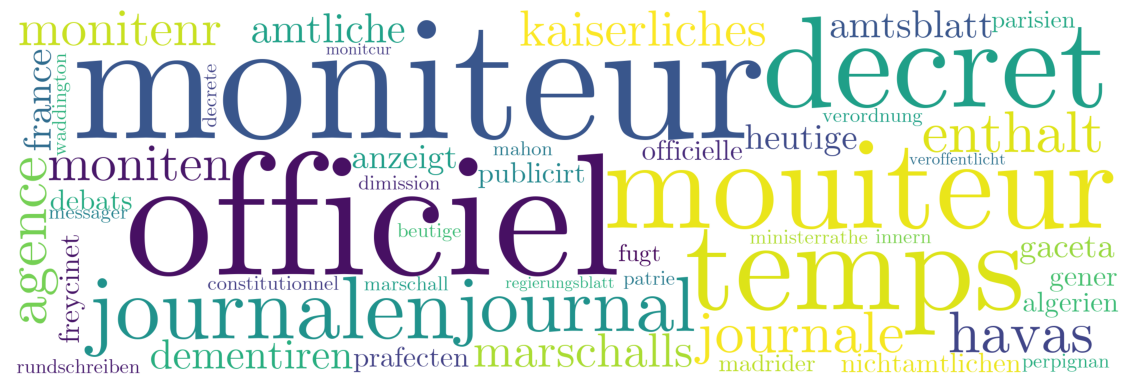 monitenr
amtliche
monitcur
kaiserliches
amtsblatt
parisien
france
waddington
decrete
moniteur
decret
verordnung
heutige
enthalt
moniten
anzeigt
mahon
officielle
veroffentlicht
agence
debats
messager
dimission
publicirt
officiel
mouiteur
beutige
freycinet
fugt
ministerrathe
innern
gaceta
constitutionnel
marschall
regierungsblatt
patrie
temps
gener
algerien
journalen
journal
journale
havas
rundschreiben
dementiren
prafecten
marschalls
madrider
nichtamtlichen
perpignan